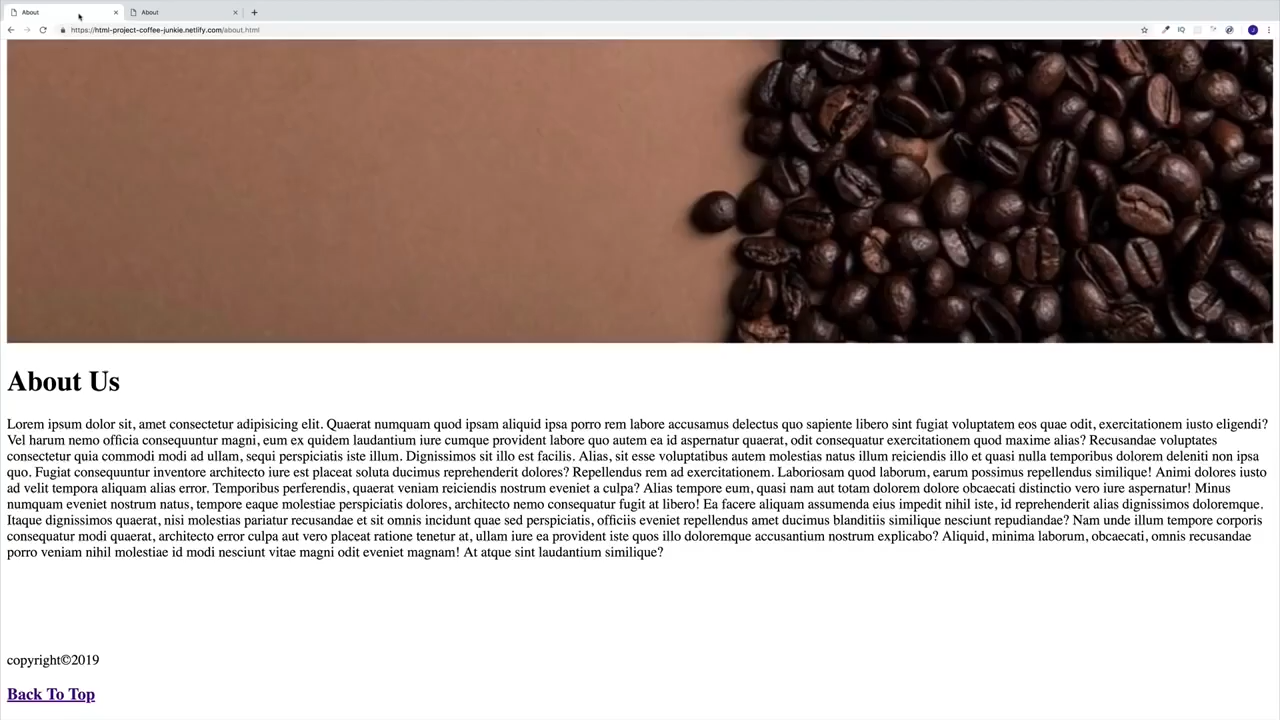 About
About
https://html-project-coffee-junkie.netlify.com/about.html
About Us
Lorem ipsum dolor sit, amet consectetur adipisicing elit. Quaerat numquam quod ipsam aliquid ipsa porro rem labore accusamus delectus quo sapiente libero sint fugiat voluptatem eos quae odit, exercitationem iusto eligendi?
Vel harum nemo officia consequuntur magni, eum ex quidem laudantium iure cumque provident labore quo autem ea id aspernatur quaerat, odit consequatur exercitationem quod maxime alias? Recusandae voluptates
consectetur quia commodi modi ad ullam, sequi perspiciatis iste illum. Dignissimos sit illo est facilis. Alias, sit esse voluptatibus autem molestias natus illum reiciendis illo et quasi nulla temporibus dolorem deleniti non ipsa
quo. Fugiat consequuntur inventore architecto iure est placeat soluta ducimus reprehenderit dolores? Repellendus rem ad exercitationem. Laboriosam quod laborum, earum possimus repellendus similique! Animi dolores iusto
ad velit tempora aliquam alias error. Temporibus perferendis, quaerat veniam reiciendis nostrum eveniet a culpa? Alias tempore eum, quasi nam aut totam dolorem dolore obcaecati distinctio vero iure aspernatur! Minus
numquam eveniet nostrum natus, tempore eaque molestiae perspiciatis dolores, architecto nemo consequatur fugit at libero! Ea facere aliquam assumenda eius impedit nihil iste, id reprehenderit alias dignissimos doloremque.
Itaque dignissimos quaerat, nisi molestias pariatur recusandae et sit omnis incidunt quae sed perspiciatis, officiis eveniet repellendus amet ducimus blanditiis similique nesciunt repudiandae? Nam unde illum tempore corporis
consequatur modi quaerat, architecto error culpa aut vero placeat ratione tenetur at, ullam iure ea provident iste quos illo doloremque accusantium nostrum explicabo? Aliquid, minima laborum, obcaecati, omnis recusandae
porro veniam nihil molestiae id modi nesciunt vitae magni odit eveniet magnam! At atque sint laudantium similique?
copyright©2019
Back To Top